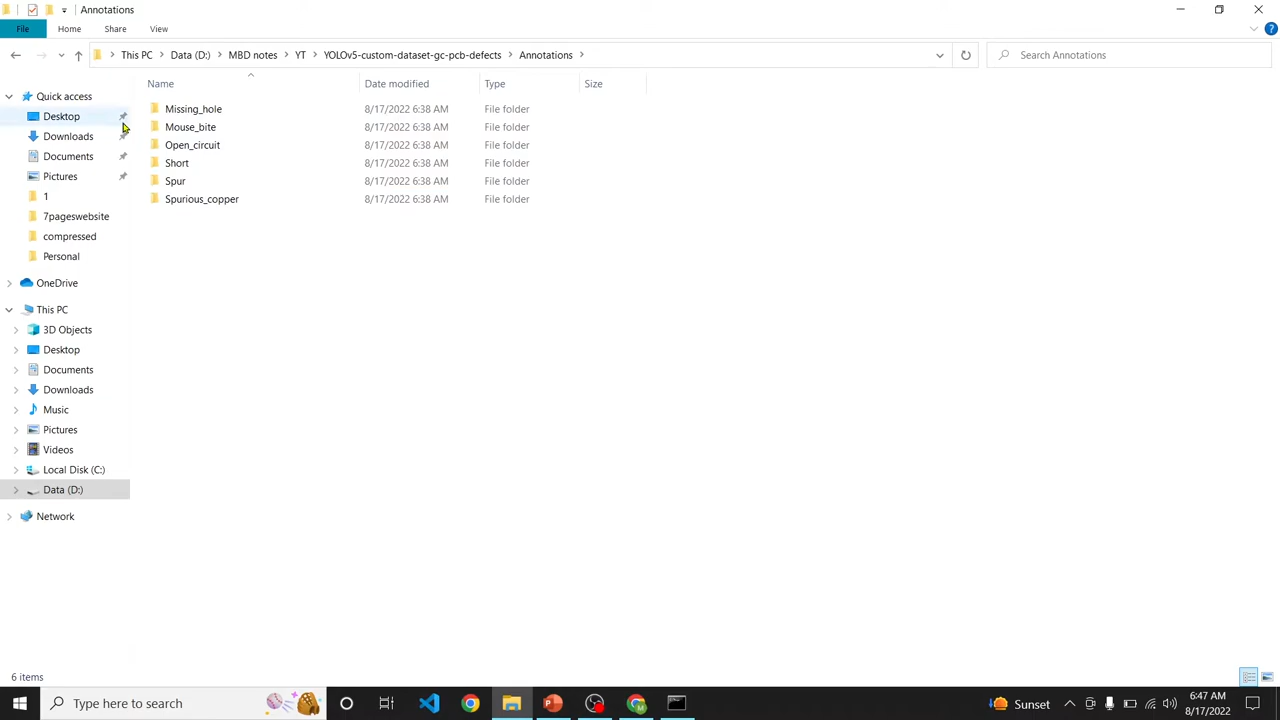 Annotations
File Home Share View
This PC Data (D:) MBD notes YT YOLOv5-custom-dataset-gc-pcb-defects Annotations Search Annotations
Name Date modified Type Size
Quick access
Desktop
Downloads
Documents
Pictures
1
7pageswebsite
compressed
Personal
OneDrive
This PC
3D Objects
Desktop
Documents
Downloads
Music
Pictures
Videos
Local Disk (C:)
Data (D:)
Network
Missing_hole 8/17/2022 6:38 AM File folder
Mouse_bite 8/17/2022 6:38 AM File folder
Open_circuit 8/17/2022 6:38 AM File folder
Short 8/17/2022 6:38 AM File folder
Spur 8/17/2022 6:38 AM File folder
Spurious_copper 8/17/2022 6:38 AM File folder
6 items
Type here to search
Sunset
6:47 AM
8/17/2022